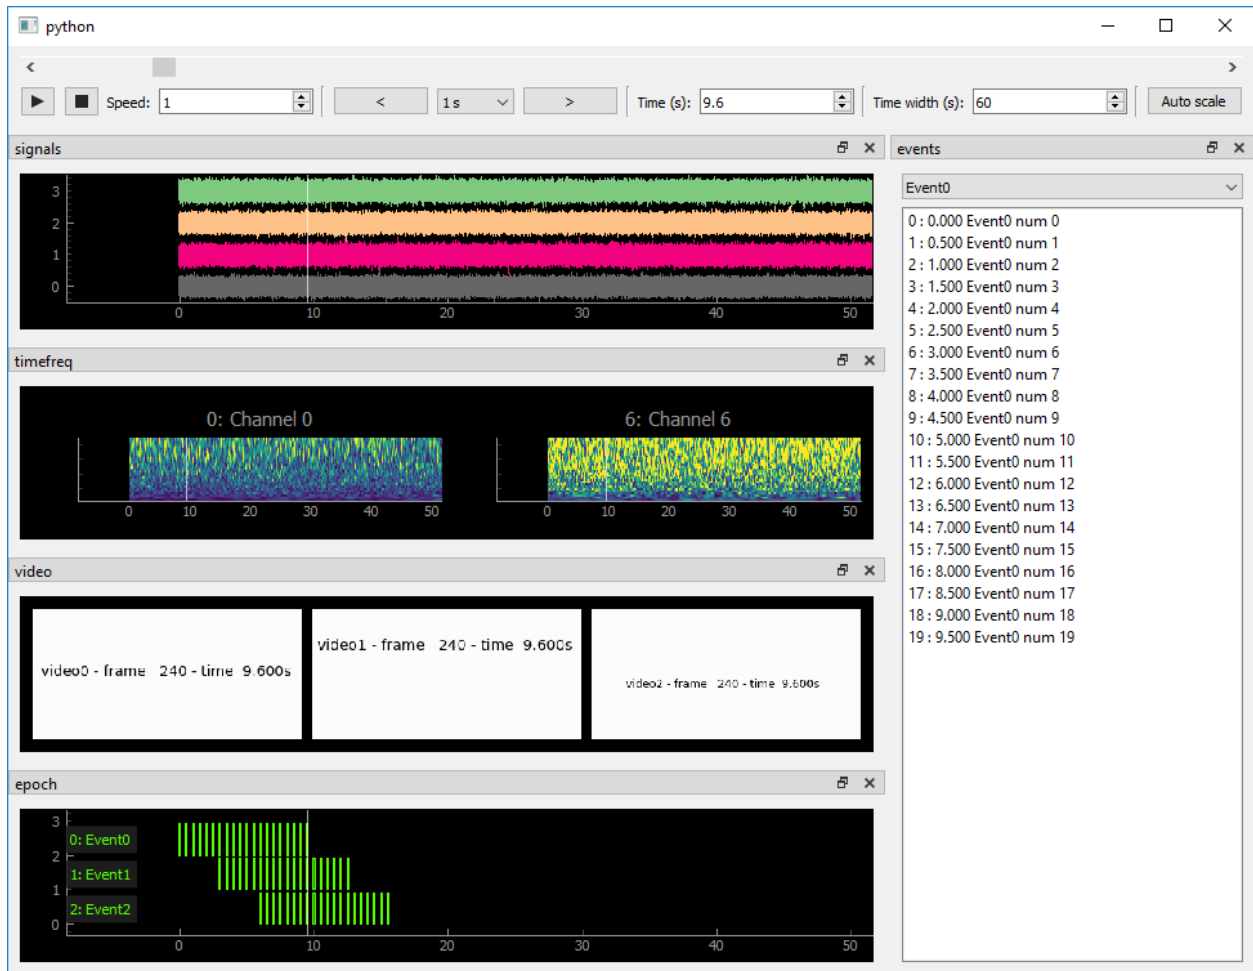 python
Speed: 1 < 1 s > Time (s): 9.6 Time width (s): 60 Auto scale
signals
3
2
1
0
0 10 20 30 40 50
timefreq
0: Channel 0 6: Channel 6
0 10 20 30 40 50 0 10 20 30 40 50
video
video0 - frame 240 - time 9.600s
video1 - frame 240 - time 9.600s
video2 - frame 240 - time 9.600s
epoch
3
0: Event0
2
1: Event1
1
2: Event2
0
0 10 20 30 40 50
events
Event0
0 : 0.000 Event0 num 0
1 : 0.500 Event0 num 1
2 : 1.000 Event0 num 2
3 : 1.500 Event0 num 3
4 : 2.000 Event0 num 4
5 : 2.500 Event0 num 5
6 : 3.000 Event0 num 6
7 : 3.500 Event0 num 7
8 : 4.000 Event0 num 8
9 : 4.500 Event0 num 9
10 : 5.000 Event0 num 10
11 : 5.500 Event0 num 11
12 : 6.000 Event0 num 12
13 : 6.500 Event0 num 13
14 : 7.000 Event0 num 14
15 : 7.500 Event0 num 15
16 : 8.000 Event0 num 16
17 : 8.500 Event0 num 17
18 : 9.000 Event0 num 18
19 : 9.500 Event0 num 19